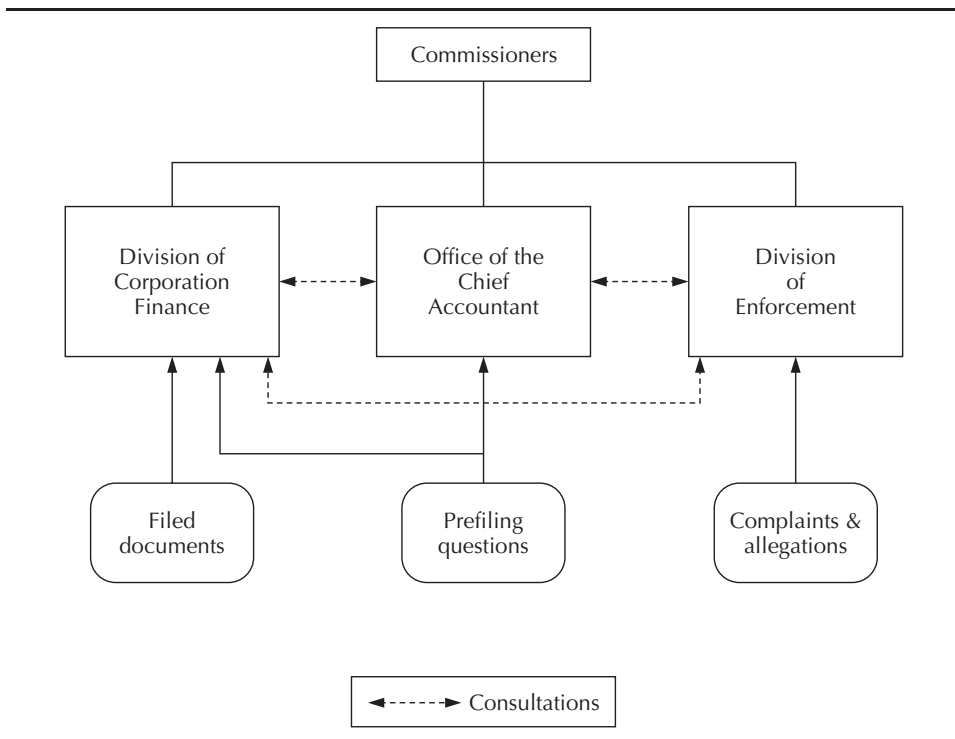 Commissioners
Division of
Corporation
Finance
Office of the
Chief
Accountant
Division
of
Enforcement
Filed
documents
Prefiling
questions
Complaints &
allegations
Consultations